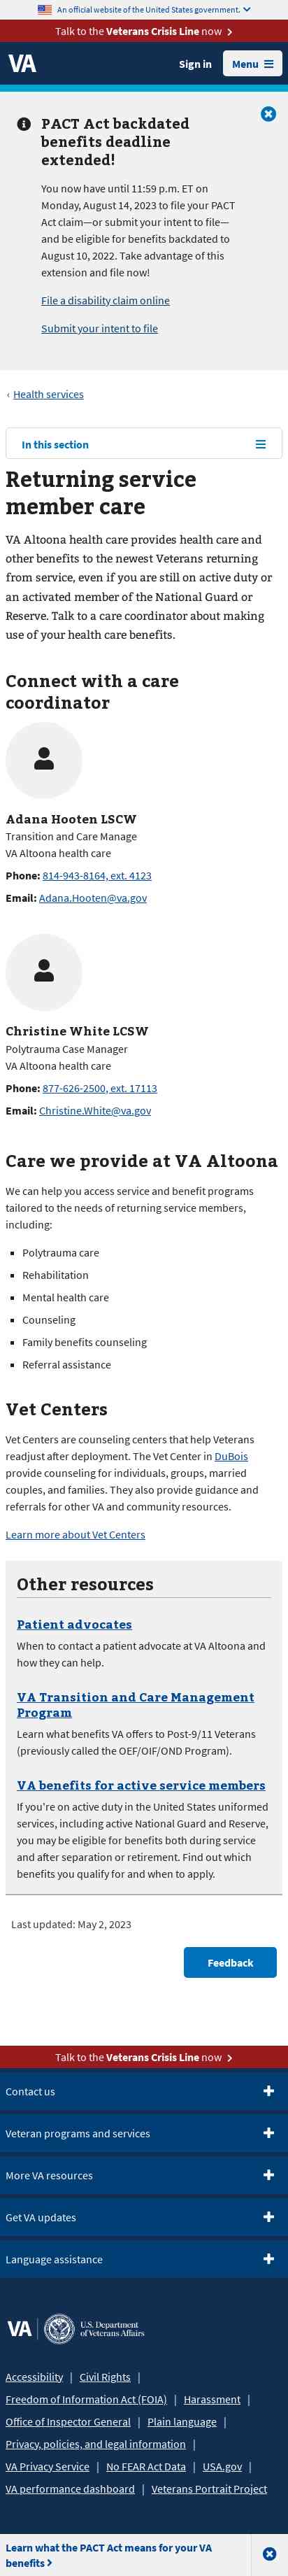 An official website of the United States government.
Talk to the Veterans Crisis Line now
VA
Sign in
Menu
PACT Act backdated
benefits deadline
extended!
You now have until 11:59 p.m. ET on
Monday, August 14, 2023 to file your PACT
Act claim—or submit your intent to file—
and be eligible for benefits backdated to
August 10, 2022. Take advantage of this
extension and file now!
File a disability claim online
Submit your intent to file
‹ Health services
In this section
Returning service
member care
VA Altoona health care provides health care and
other benefits to the newest Veterans returning
from service, even if you are still on active duty or
an activated member of the National Guard or
Reserve. Talk to a care coordinator about making
use of your health care benefits.
Connect with a care
coordinator
Adana Hooten LSCW
Transition and Care Manage
VA Altoona health care
Phone: 814-943-8164, ext. 4123
Email: Adana.Hooten@va.gov
Christine White LCSW
Polytrauma Case Manager
VA Altoona health care
Phone: 877-626-2500, ext. 17113
Email: Christine.White@va.gov
Care we provide at VA Altoona
We can help you access service and benefit programs
tailored to the needs of returning service members,
including:
▪ Polytrauma care
▪ Rehabilitation
▪ Mental health care
▪ Counseling
▪ Family benefits counseling
▪ Referral assistance
Vet Centers
Vet Centers are counseling centers that help Veterans
readjust after deployment. The Vet Center in DuBois
provide counseling for individuals, groups, married
couples, and families. They also provide guidance and
referrals for other VA and community resources.
Learn more about Vet Centers
Other resources
Patient advocates
When to contact a patient advocate at VA Altoona and
how they can help.
VA Transition and Care Management
Program
Learn what benefits VA offers to Post-9/11 Veterans
(previously called the OEF/OIF/OND Program).
VA benefits for active service members
If you're on active duty in the United States uniformed
services, including active National Guard and Reserve,
you may be eligible for benefits both during service
and after separation or retirement. Find out which
benefits you qualify for and when to apply.
Last updated: May 2, 2023
Feedback
Talk to the Veterans Crisis Line now
Contact us
Veteran programs and services
More VA resources
Get VA updates
Language assistance
VA | U.S. Department
of Veterans Affairs
Accessibility | Civil Rights |
Freedom of Information Act (FOIA) | Harassment |
Office of Inspector General | Plain language |
Privacy, policies, and legal information |
VA Privacy Service | No FEAR Act Data | USA.gov |
VA performance dashboard | Veterans Portrait Project
Learn what the PACT Act means for your VA
benefits